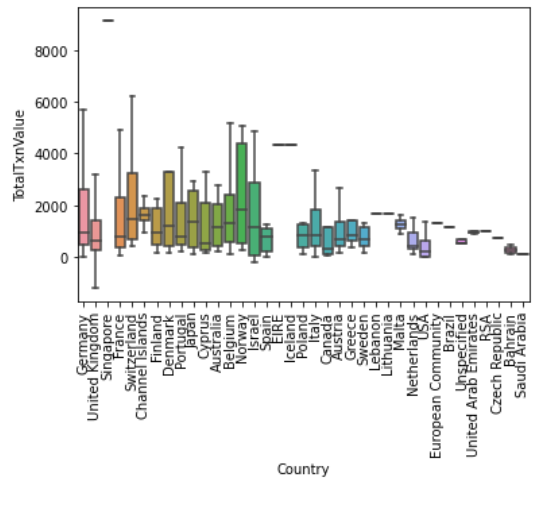 TotalTxnValue
8000
6000
4000
2000
0
Germany
United Kingdom
Singapore
France
Switzerland
Channel Islands
Finland
Denmark
Portugal
Japan
Cyprus
Australia
Belgium
Norway
Israel
Spain
EIRE
Iceland
Poland
Italy
Canada
Austria
Greece
Sweden
Lebanon
Lithuania
Malta
Netherlands
USA
European Community
Brazil
Unspecified
United Arab Emirates
RSA
Czech Republic
Bahrain
Saudi Arabia
Country